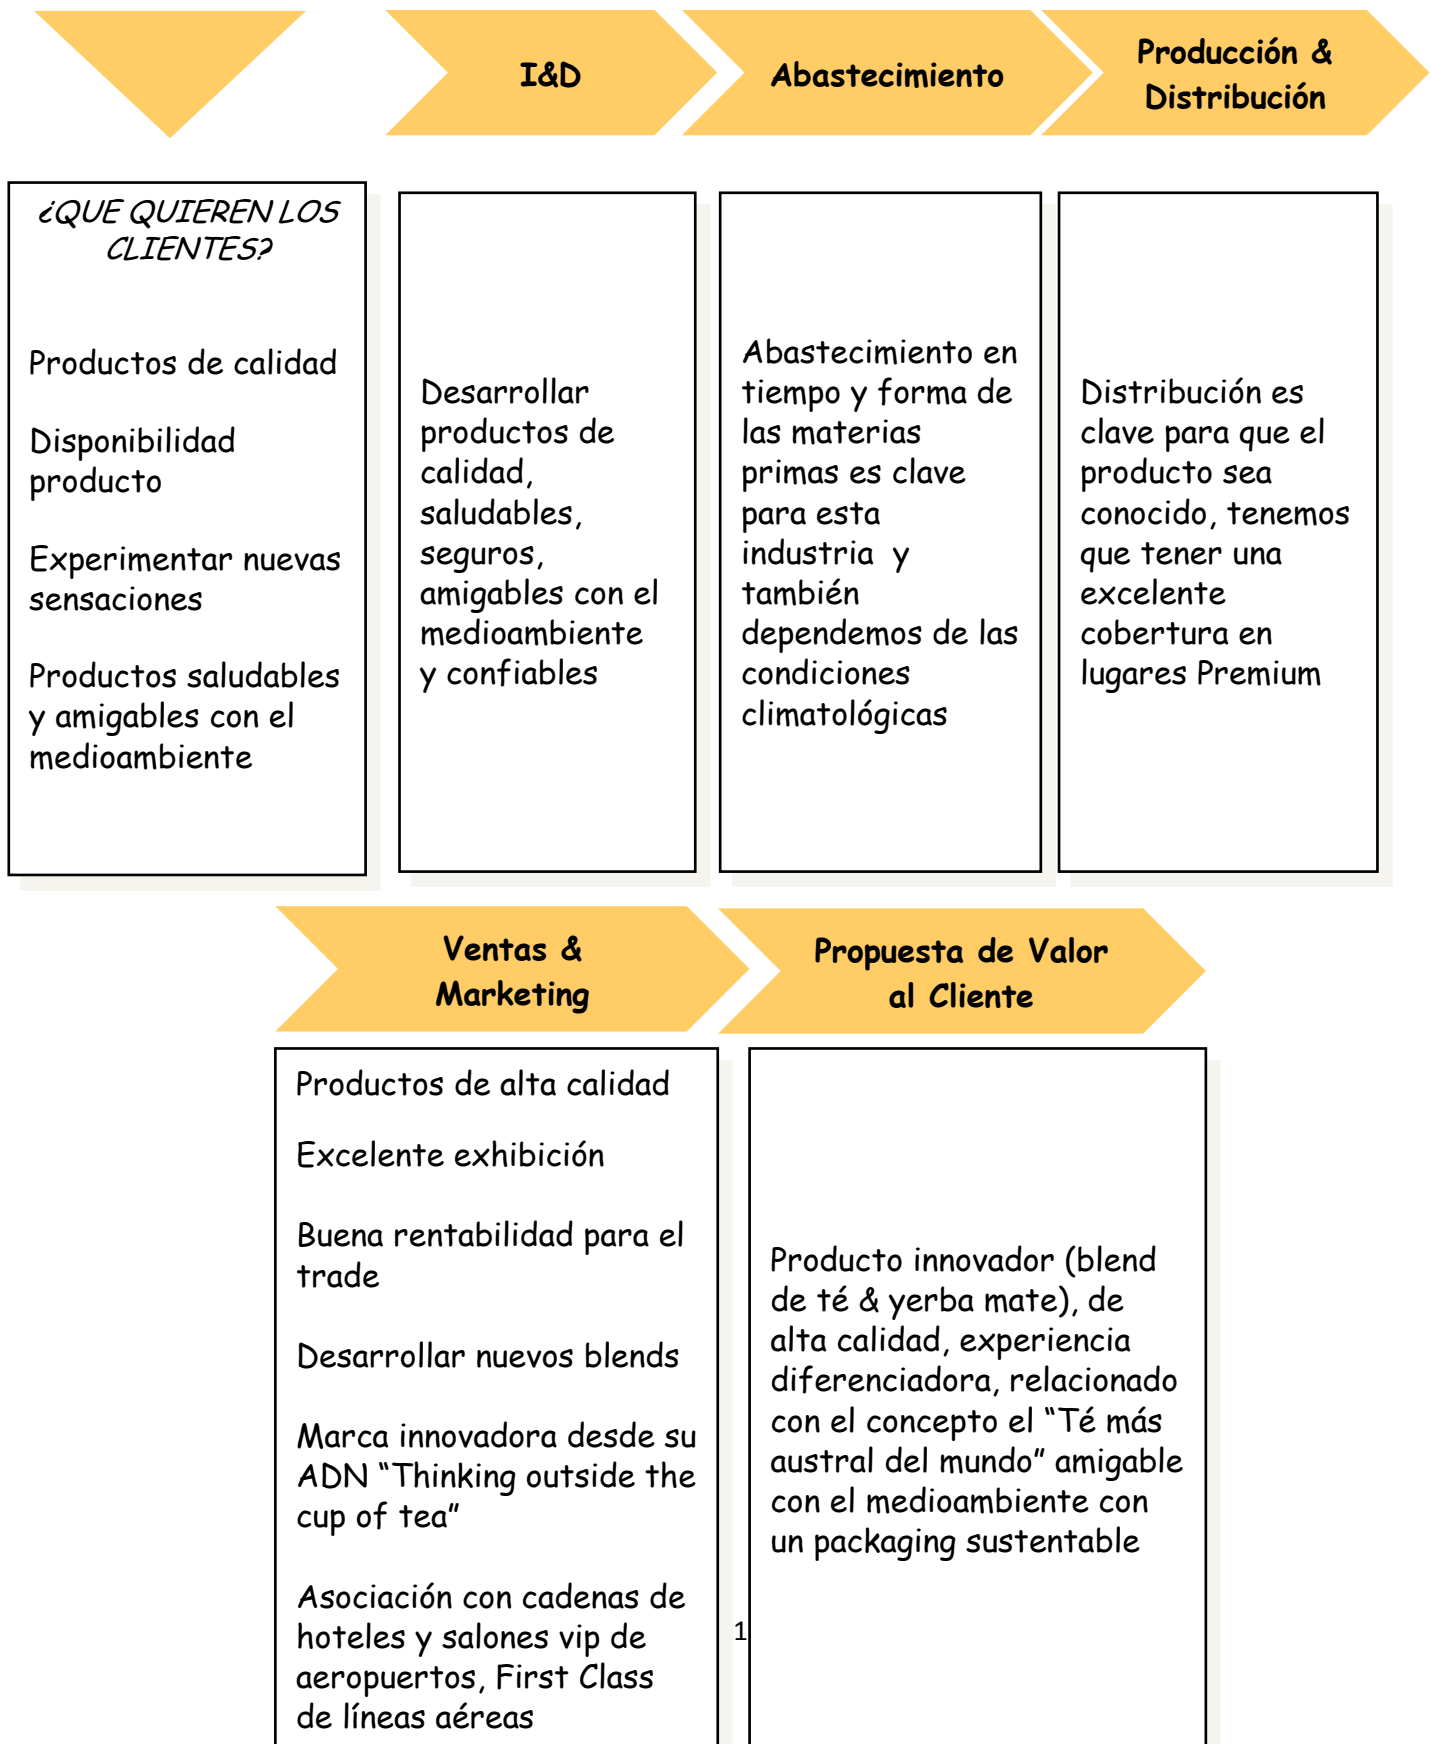 I&D
Abastecimiento
Producción &
Distribución
¿QUE QUIEREN LOS
CLIENTES?
Productos de calidad
Disponibilidad
producto
Experimentar nuevas
sensaciones
Productos saludables
y amigables con el
medioambiente
Desarrollar
productos de
calidad,
saludables,
seguros,
amigables con el
medioambiente
y confiables
Abastecimiento en
tiempo y forma de
las materias
primas es clave
para esta
industria y
también
dependemos de las
condiciones
climatológicas
Distribución es
clave para que el
producto sea
conocido, tenemos
que tener una
excelente
cobertura en
lugares Premium
Ventas &
Marketing
Propuesta de Valor
al Cliente
Productos de alta calidad
Excelente exhibición
Buena rentabilidad para el
trade
Desarrollar nuevos blends
Marca innovadora desde su
ADN “Thinking outside the
cup of tea”
Asociación con cadenas de
hoteles y salones vip de
aeropuertos, First Class
de líneas aéreas
Producto innovador (blend
de té & yerba mate), de
alta calidad, experiencia
diferenciadora, relacionado
con el concepto el “Té más
austral del mundo” amigable
con el medioambiente con
un packaging sustentable
1